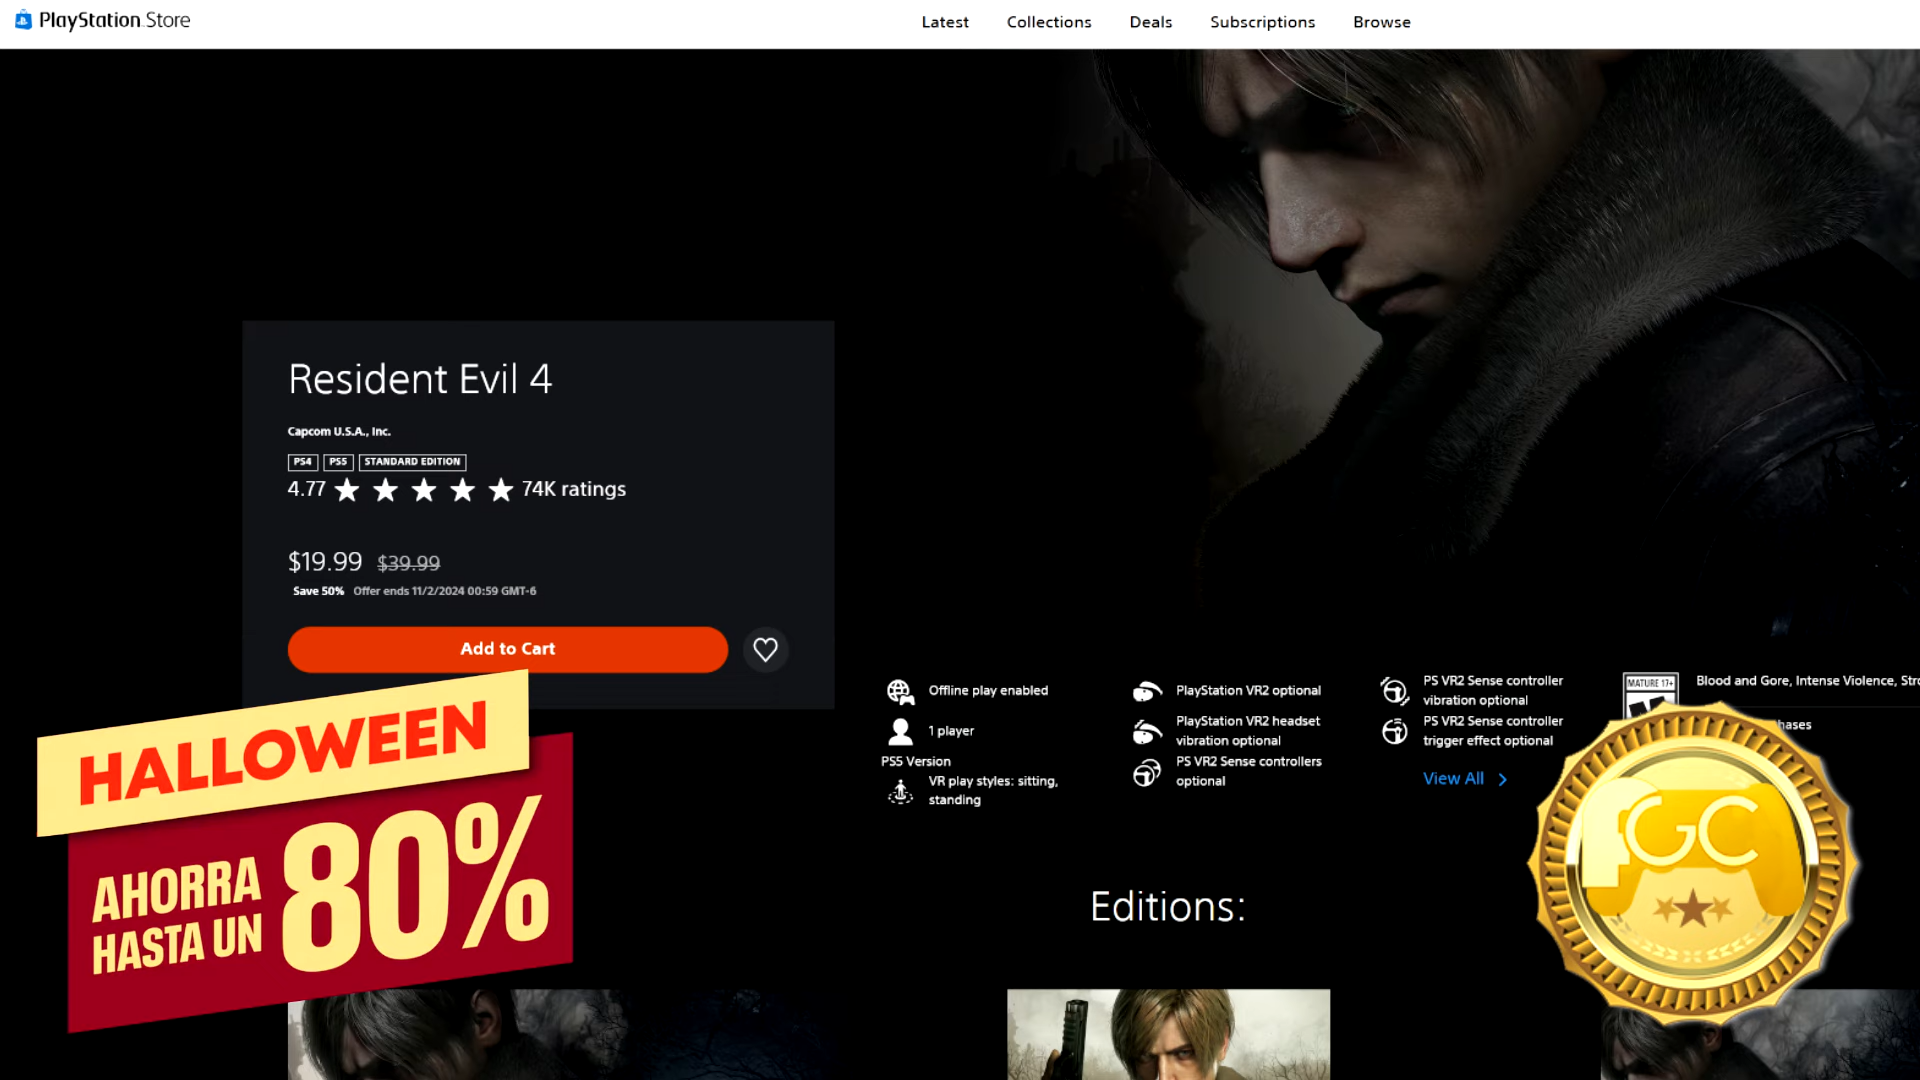 PlayStation Store
Latest Collections Deals Subscriptions Browse
Resident Evil 4
Capcom U.S.A., Inc.
PS4 PS5 STANDARD EDITION
4.77 74K ratings
$19.99 $39.99
Save 50% Offer ends 11/2/2024 00:59 GMT-6
Add to Cart
Offline play enabled
1 player
PS5 Version
VR play styles: sitting,
standing
PlayStation VR2 optional
PlayStation VR2 headset
vibration optional
PS VR2 Sense controllers
optional
PS VR2 Sense controller
vibration optional
PS VR2 Sense controller
trigger effect optional
View All
MATURE 17+
Blood and Gore, Intense Violence,
HALLOWEEN
AHORRA
HASTA UN
80%
Editions:
GC